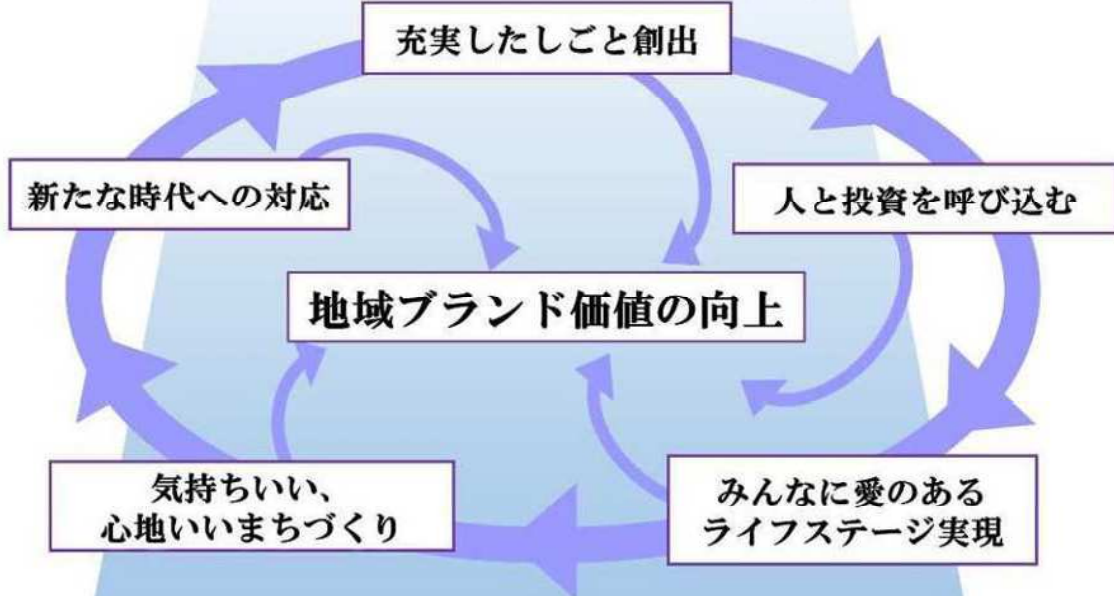 充実したしごと創出
新たな時代への対応
人と投資を呼び込む
地域ブランド価値の向上
気持ちいい、
心地いいまちづくり
みんなに愛のある
ライフステージ実現